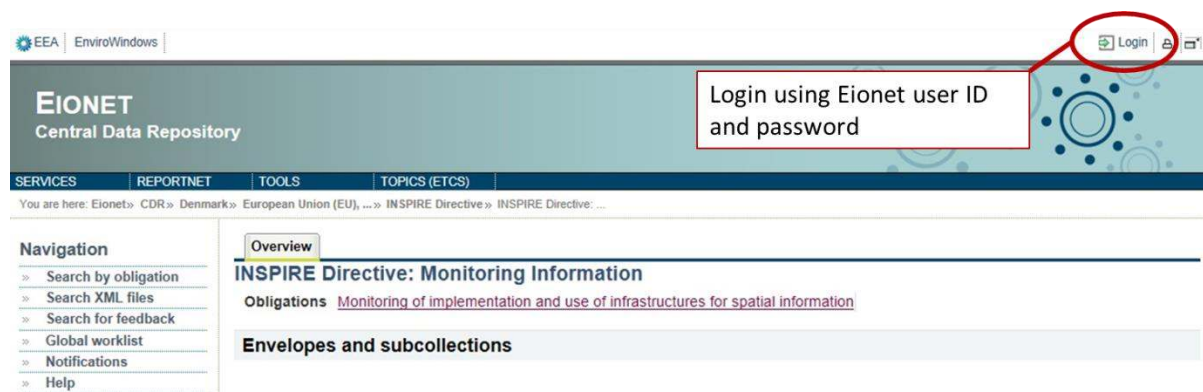 EEA EnviroWindows Login
Login using Eionet user ID
and password
EIONET
Central Data Repository
SERVICES REPORTNET TOOLS TOPICS (ETCS)
You are here: Eionet» CDR» Denmark» European Union (EU), ...» INSPIRE Directive» INSPIRE Directive: ...
Navigation
» Search by obligation
» Search XML files
» Search for feedback
» Global worklist
» Notifications
» Help
Overview
INSPIRE Directive: Monitoring Information
Obligations Monitoring of implementation and use of infrastructures for spatial information
Envelopes and subcollections